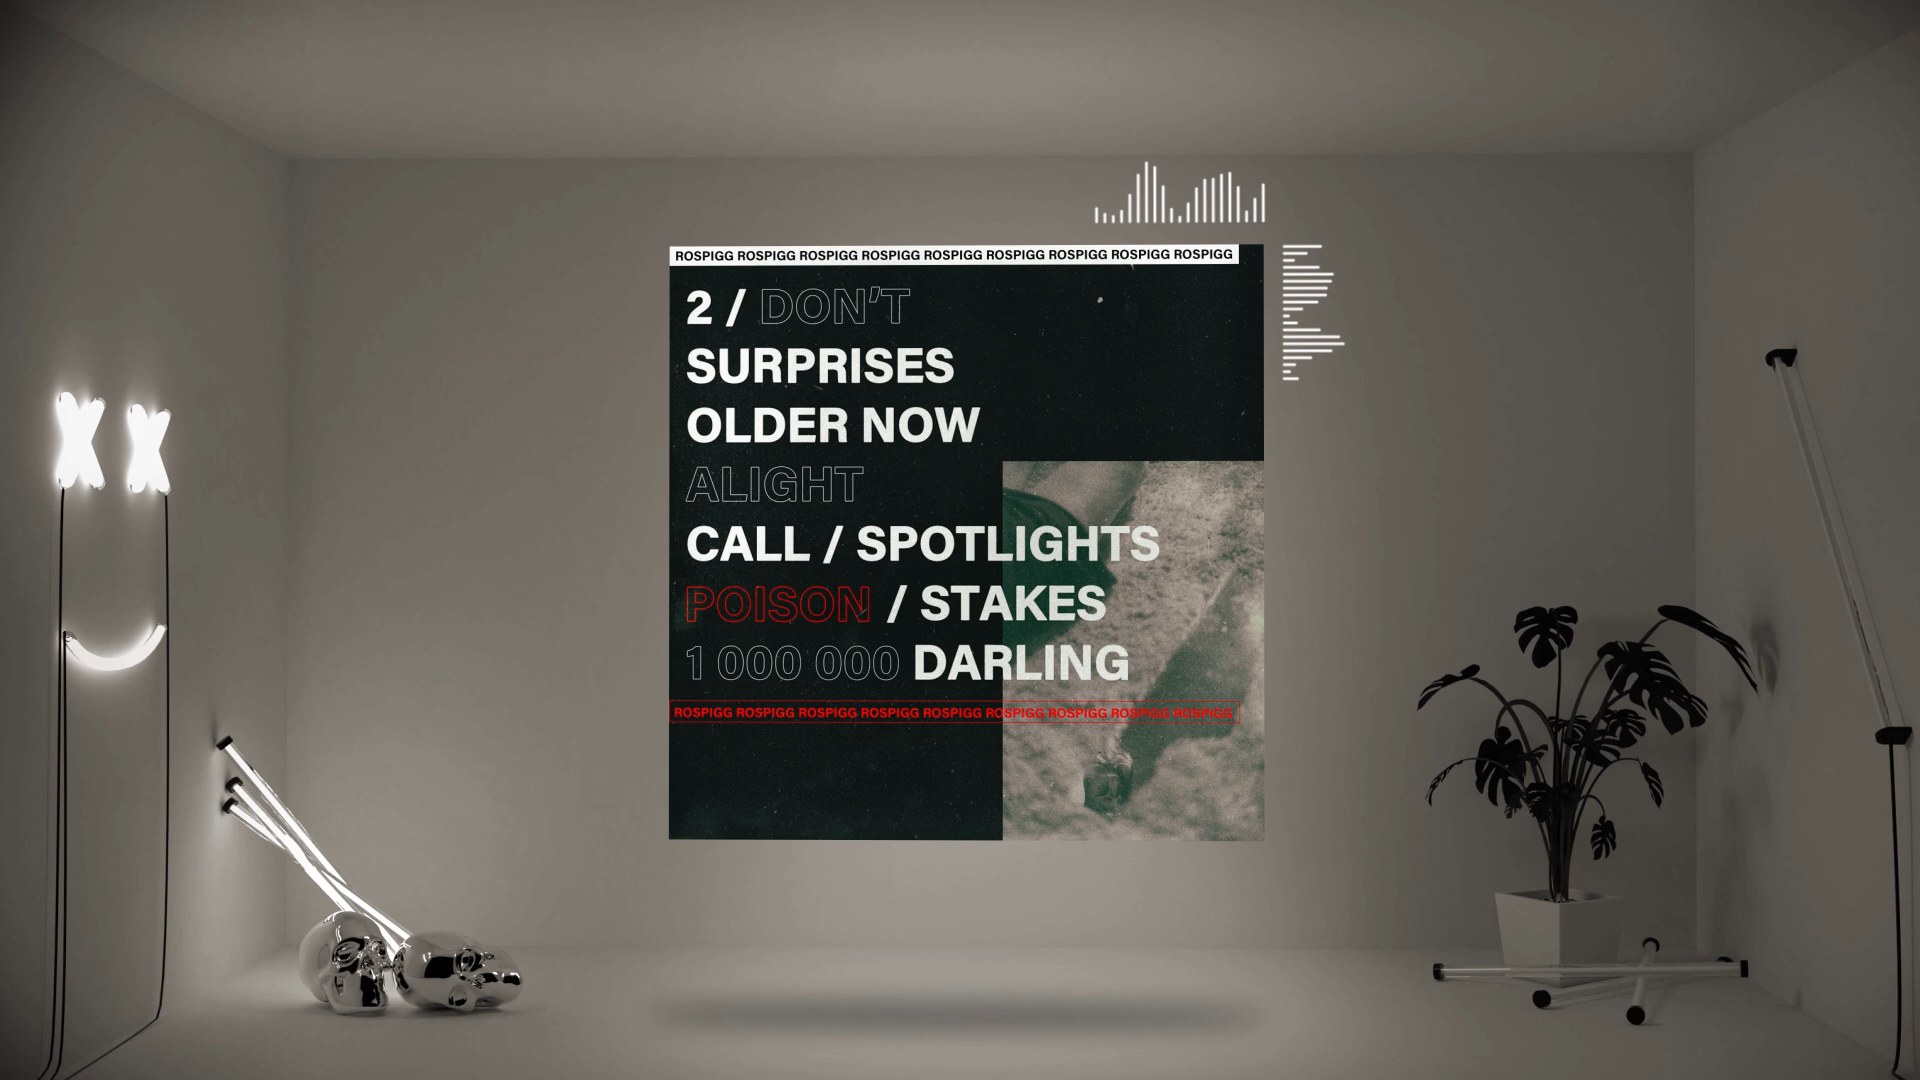 ROSPIGG ROSPIGG ROSPIGG ROSPIGG ROSPIGG ROSPIGG ROSPIGG ROSPIGG ROSPIGG
2 / DON'T
SURPRISES
OLDER NOW
ALIGHT
CALL / SPOTLIGHTS
POISON / STAKES
1 000 000 DARLING
ROSPIGG ROSPIGG ROSPIGG ROSPIGG ROSPIGG ROSPIGG ROSPIGG ROSPIGG ROSPIGG